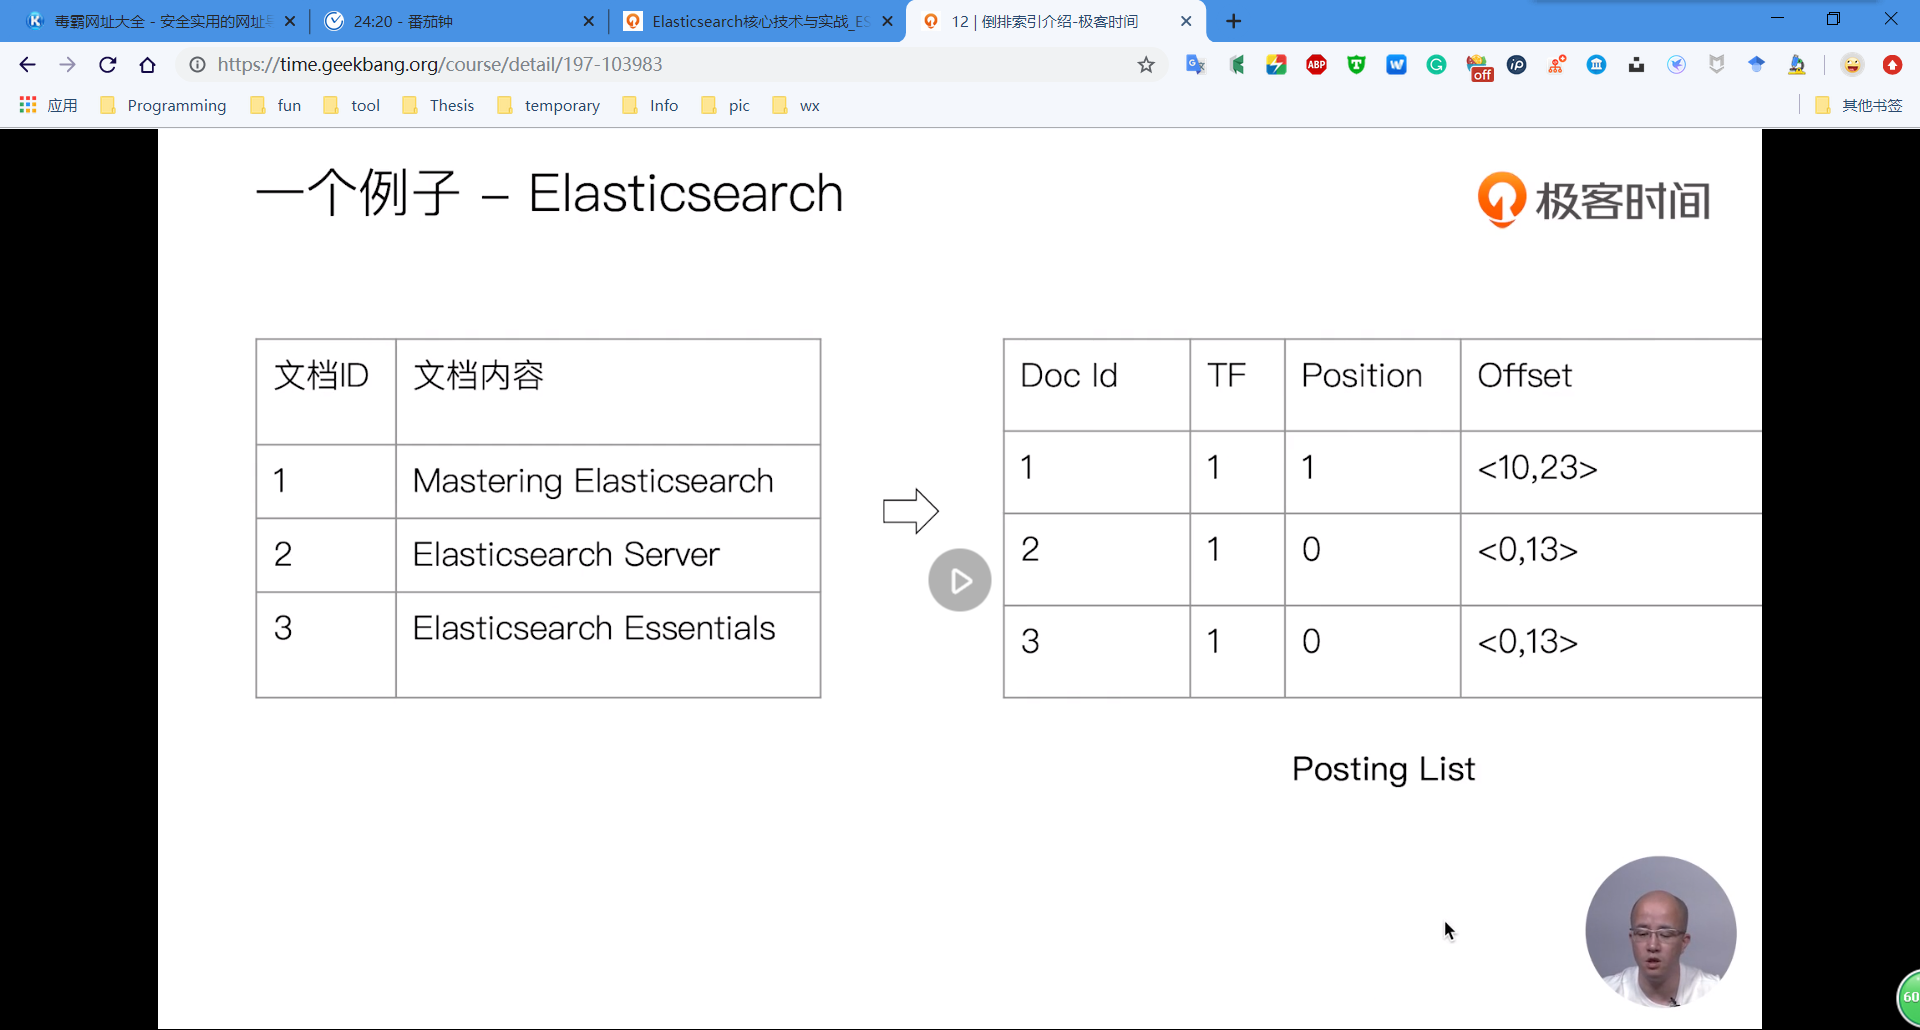 毒霸网址大全 - 安全实用的网址
24:20 - 番茄钟
Elasticsearch核心技术与实战_ES
12 | 倒排索引介绍-极客时间
https://time.geekbang.org/course/detail/197-103983
ABP
off
应用
Programming
fun
tool
Thesis
temporary
Info
pic
wx
其他书签
一个例子 – Elasticsearch
极客时间
文档ID 文档内容
1 Mastering Elasticsearch
2 Elasticsearch Server
3 Elasticsearch Essentials
Doc Id TF Position Offset
1 1 1 <10,23>
2 1 0 <0,13>
3 1 0 <0,13>
Posting List
60